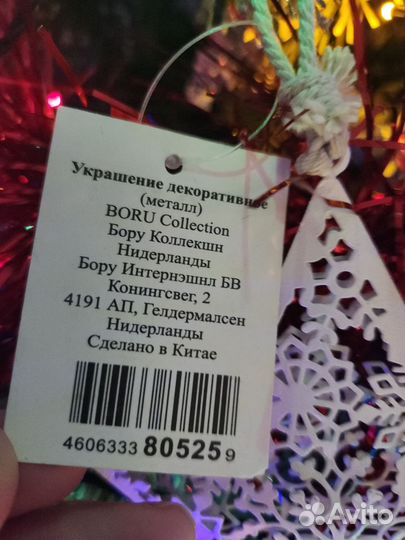 Украшение декоративное
(металл)
BORU Collection
Бору Коллекшн
Нидерланды
Бору Интернэшнл БВ
Конингсвег, 2
4191 АП, Гелдермалсен
Нидерланды
Сделано в Китае
4606333 80525 9
Avito